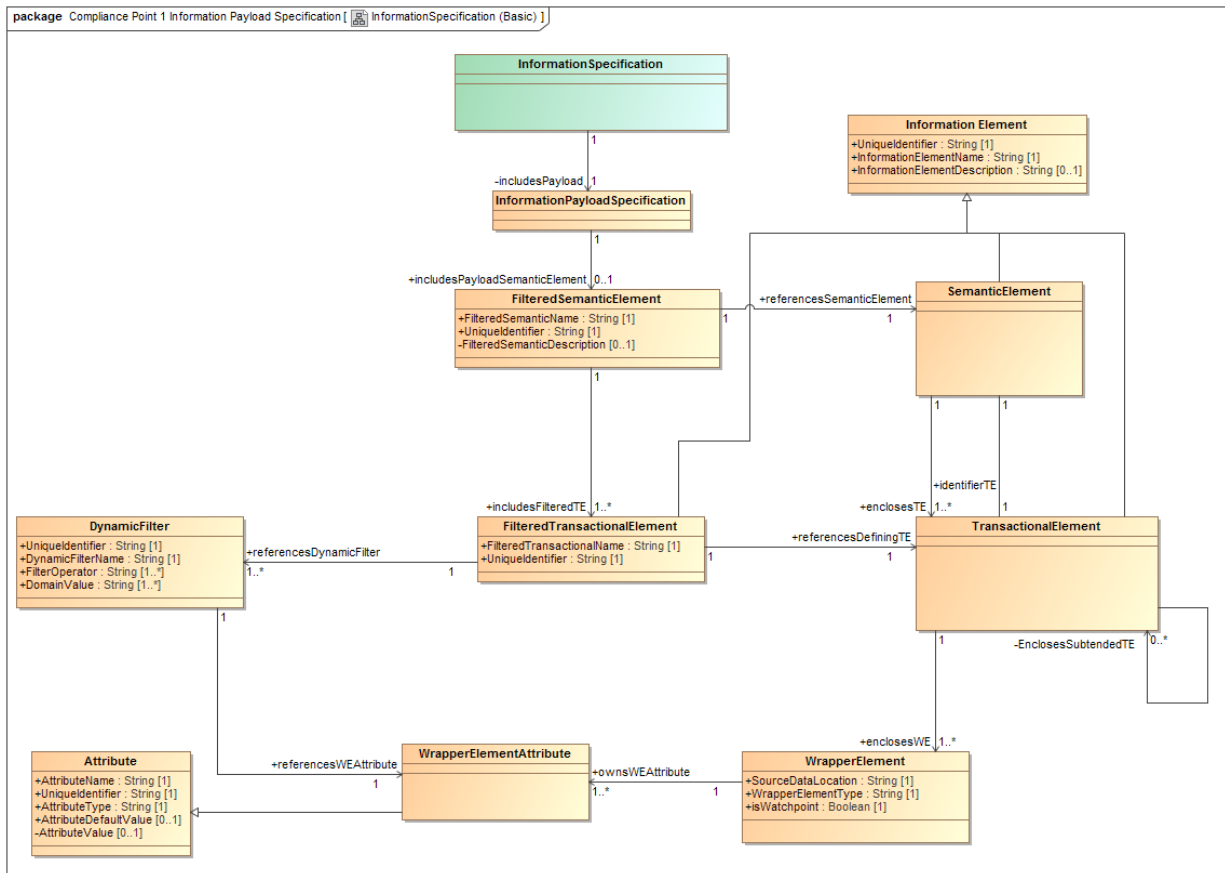 package Compliance Point 1 Information Payload Specification [ InformationSpecification (Basic) ]
InformationSpecification
1
-includesPayload 1
InformationPayloadSpecification
1
+includesPayloadSemanticElement 0..1
Information Element
+UniqueIdentifier : String [1]
+InformationElementName : String [1]
+InformationElementDescription : String [0..1]
FilteredSemanticElement
+FilteredSemanticName : String [1]
+UniqueIdentifier : String [1]
-FilteredSemanticDescription [0..1]
1
+referencesSemanticElement
1
1
SemanticElement
1
1
+identifierTE
+enclosesTE 1..*
1
+includesFilteredTE 1..*
DynamicFilter
+UniqueIdentifier : String [1]
+DynamicFilterName : String [1]
+FilterOperator : String [1..*]
+DomainValue : String [1..*]
1
+referencesDynamicFilter
1..*
1
FilteredTransactionalElement
+FilteredTransactionalName : String [1]
+UniqueIdentifier : String [1]
+referencesDefiningTE
1
1
TransactionalElement
1
-EnclosesSubtendedTE 0..*
+enclosesWE 1..*
Attribute
+AttributeName : String [1]
+UniqueIdentifier : String [1]
+AttributeType : String [1]
+AttributeDefaultValue [0..1]
-AttributeValue [0..1]
+referencesWEAttribute
1
WrapperElementAttribute
+ownsWEAttribute
1..*
1
WrapperElement
+SourceDataLocation : String [1]
+WrapperElementType : String [1]
+isWatchpoint : Boolean [1]